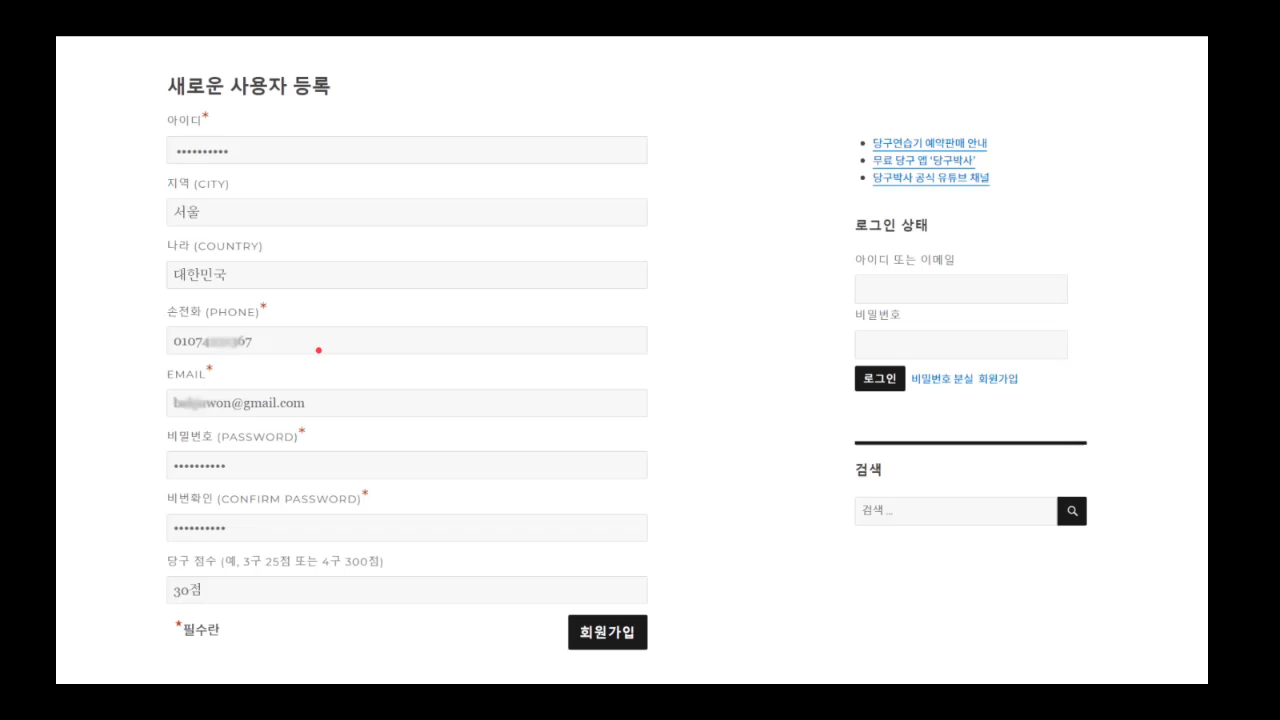 새로운 사용자 등록
아이디*
••••••••••
지역 (CITY)
서울
나라 (COUNTRY)
대한민국
손전화 (PHONE)*
EMAIL*
비밀번호 (PASSWORD)*
••••••••••
비번확인 (CONFIRM PASSWORD)*
••••••••••
당구 점수 (예, 3구 25점 또는 4구 300점)
30점
*필수란
회원가입
당구연습기 예약판매 안내
무료 당구 앱 ‘당구박사’
당구박사 공식 유튜브 채널
로그인 상태
아이디 또는 이메일
비밀번호
로그인 비밀번호 분실 회원가입
검색
검색 …